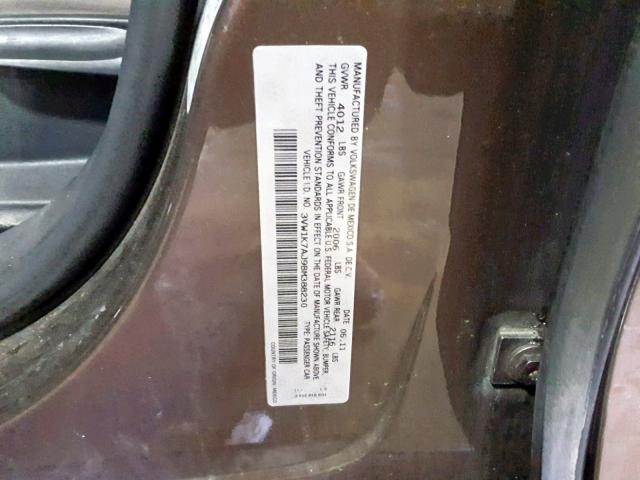 MANUFACTURED BY VOLKSWAGEN DE MEXICO S.A. DE C.V. DATE 05.11
GVWR 4012 LBS GAWR FRONT 2006 LBS GAWR REAR 2116 LBS
THIS VEHICLE CONFORMS TO ALL APPLICABLE U.S. FEDERAL MOTOR VEHICLE SAFETY, BUMPER,
AND THEFT PREVENTION STANDARDS IN EFFECT ON THE DATE OF MANUFACTURE SHOWN ABOVE
VEHICLE I.D. NO. 3VW1K7AJ9BM388230 TYPE: PASSENGER CAR
COUNTRY OF ORIGIN: MEXICO